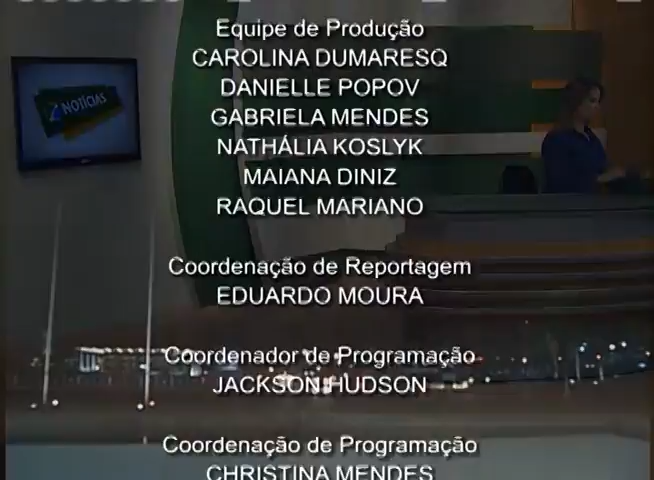 Equipe de Produção
CAROLINA DUMARESQ
DANIELLE POPOV
GABRIELA MENDES
NATHÁLIA KOSLYK
MAIANA DINIZ
RAQUEL MARIANO
Coordenação de Reportagem
EDUARDO MOURA
Coordenador de Programação
JACKSON HUDSON
Coordenação de Programação
CHRISTINA MENDES
NOTÍCIAS